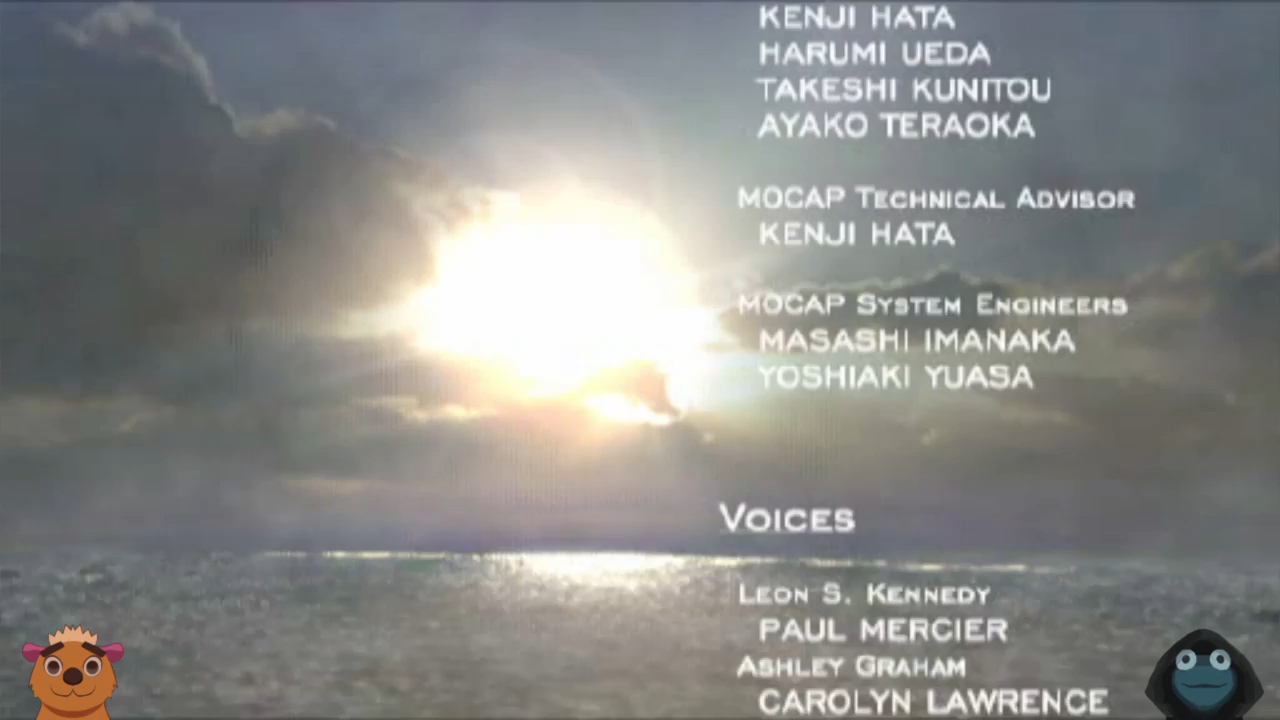 KENJI HATA
HARUMI UEDA
TAKESHI KUNITOU
AYAKO TERAOKA
MOCAP TECHNICAL ADVISOR
KENJI HATA
MOCAP SYSTEM ENGINEERS
MASASHI IMANAKA
YOSHIAKI YUASA
VOICES
LEON S. KENNEDY
PAUL MERCIER
ASHLEY GRAHAM
CAROLYN LAWRENCE